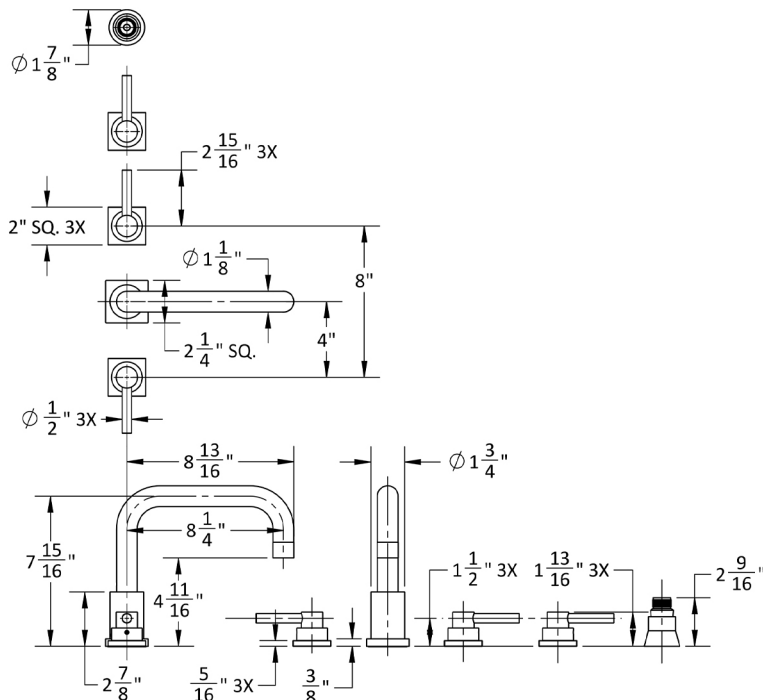 Ø 1 7/8"
2 15/16" 3X
2" SQ. 3X
Ø 1 1/8"
8"
4"
2 1/4" SQ.
Ø 1/2" 3X
8 13/16"
Ø 1 3/4"
8 1/4"
7 15/16"
4 11/16"
1 1/2" 3X
1 13/16" 3X
2 9/16"
2 7/8"
5/16" 3X
3/8"